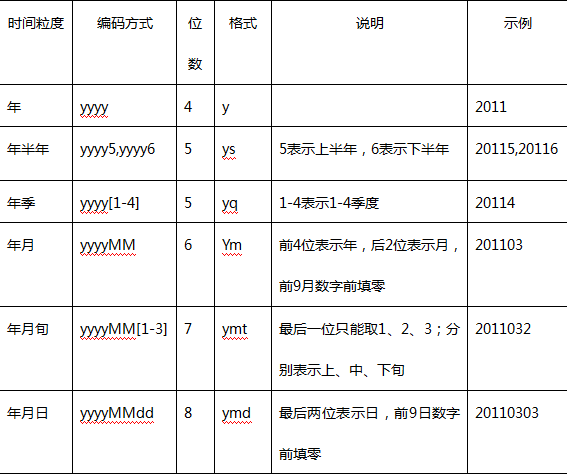 时间粒度 编码方式 位数 格式 说明 示例
年 yyyy 4 y 2011
年半年 yyyy5,yyyy6 5 ys 5表示上半年，6表示下半年 20115,20116
年季 yyyy[1-4] 5 yq 1-4表示1-4季度 20114
年月 yyyyMM 6 Ym 前4位表示年，后2位表示月， 201103
前9月数字前填零
年月旬 yyyyMM[1-3] 7 ymt 最后一位只能取1、2、3；分 2011032
别表示上、中、下旬
年月日 yyyyMMdd 8 ymd 最后两位表示日，前9日数字 20110303
前填零